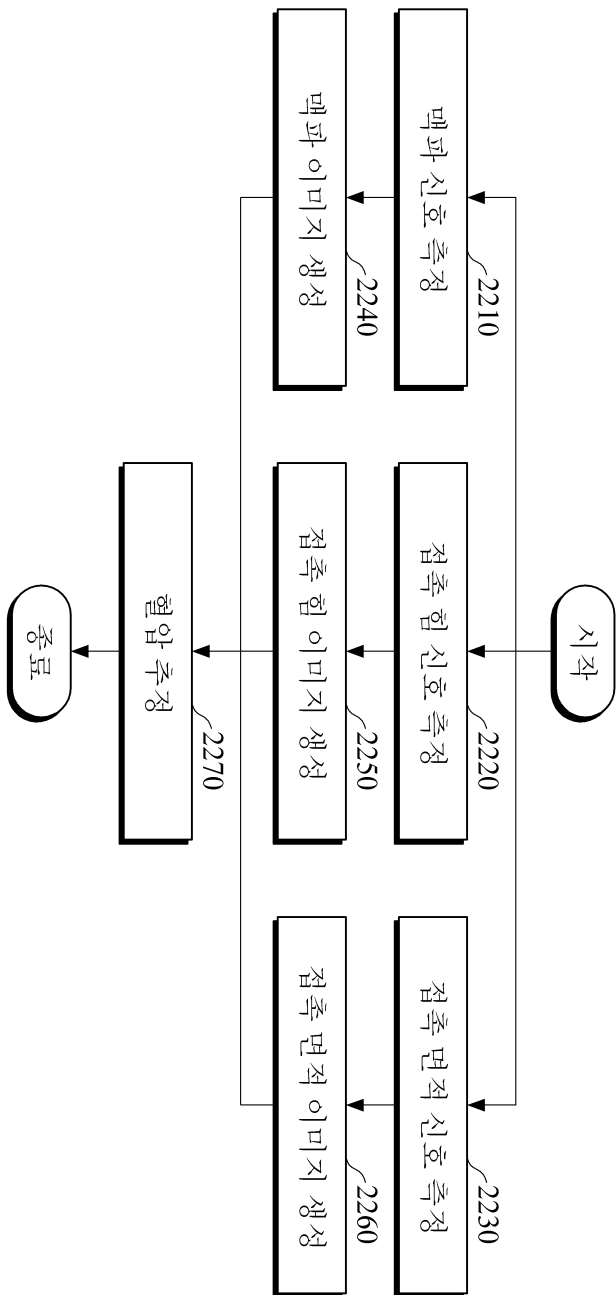 시작
2210
맥파 신호 측정
2220
접촉 힘 신호 측정
2230
접촉 면적 신호 측정
2240
맥파 이미지 생성
2250
접촉 힘 이미지 생성
2260
접촉 면적 이미지 생성
2270
혈압 추정
종료